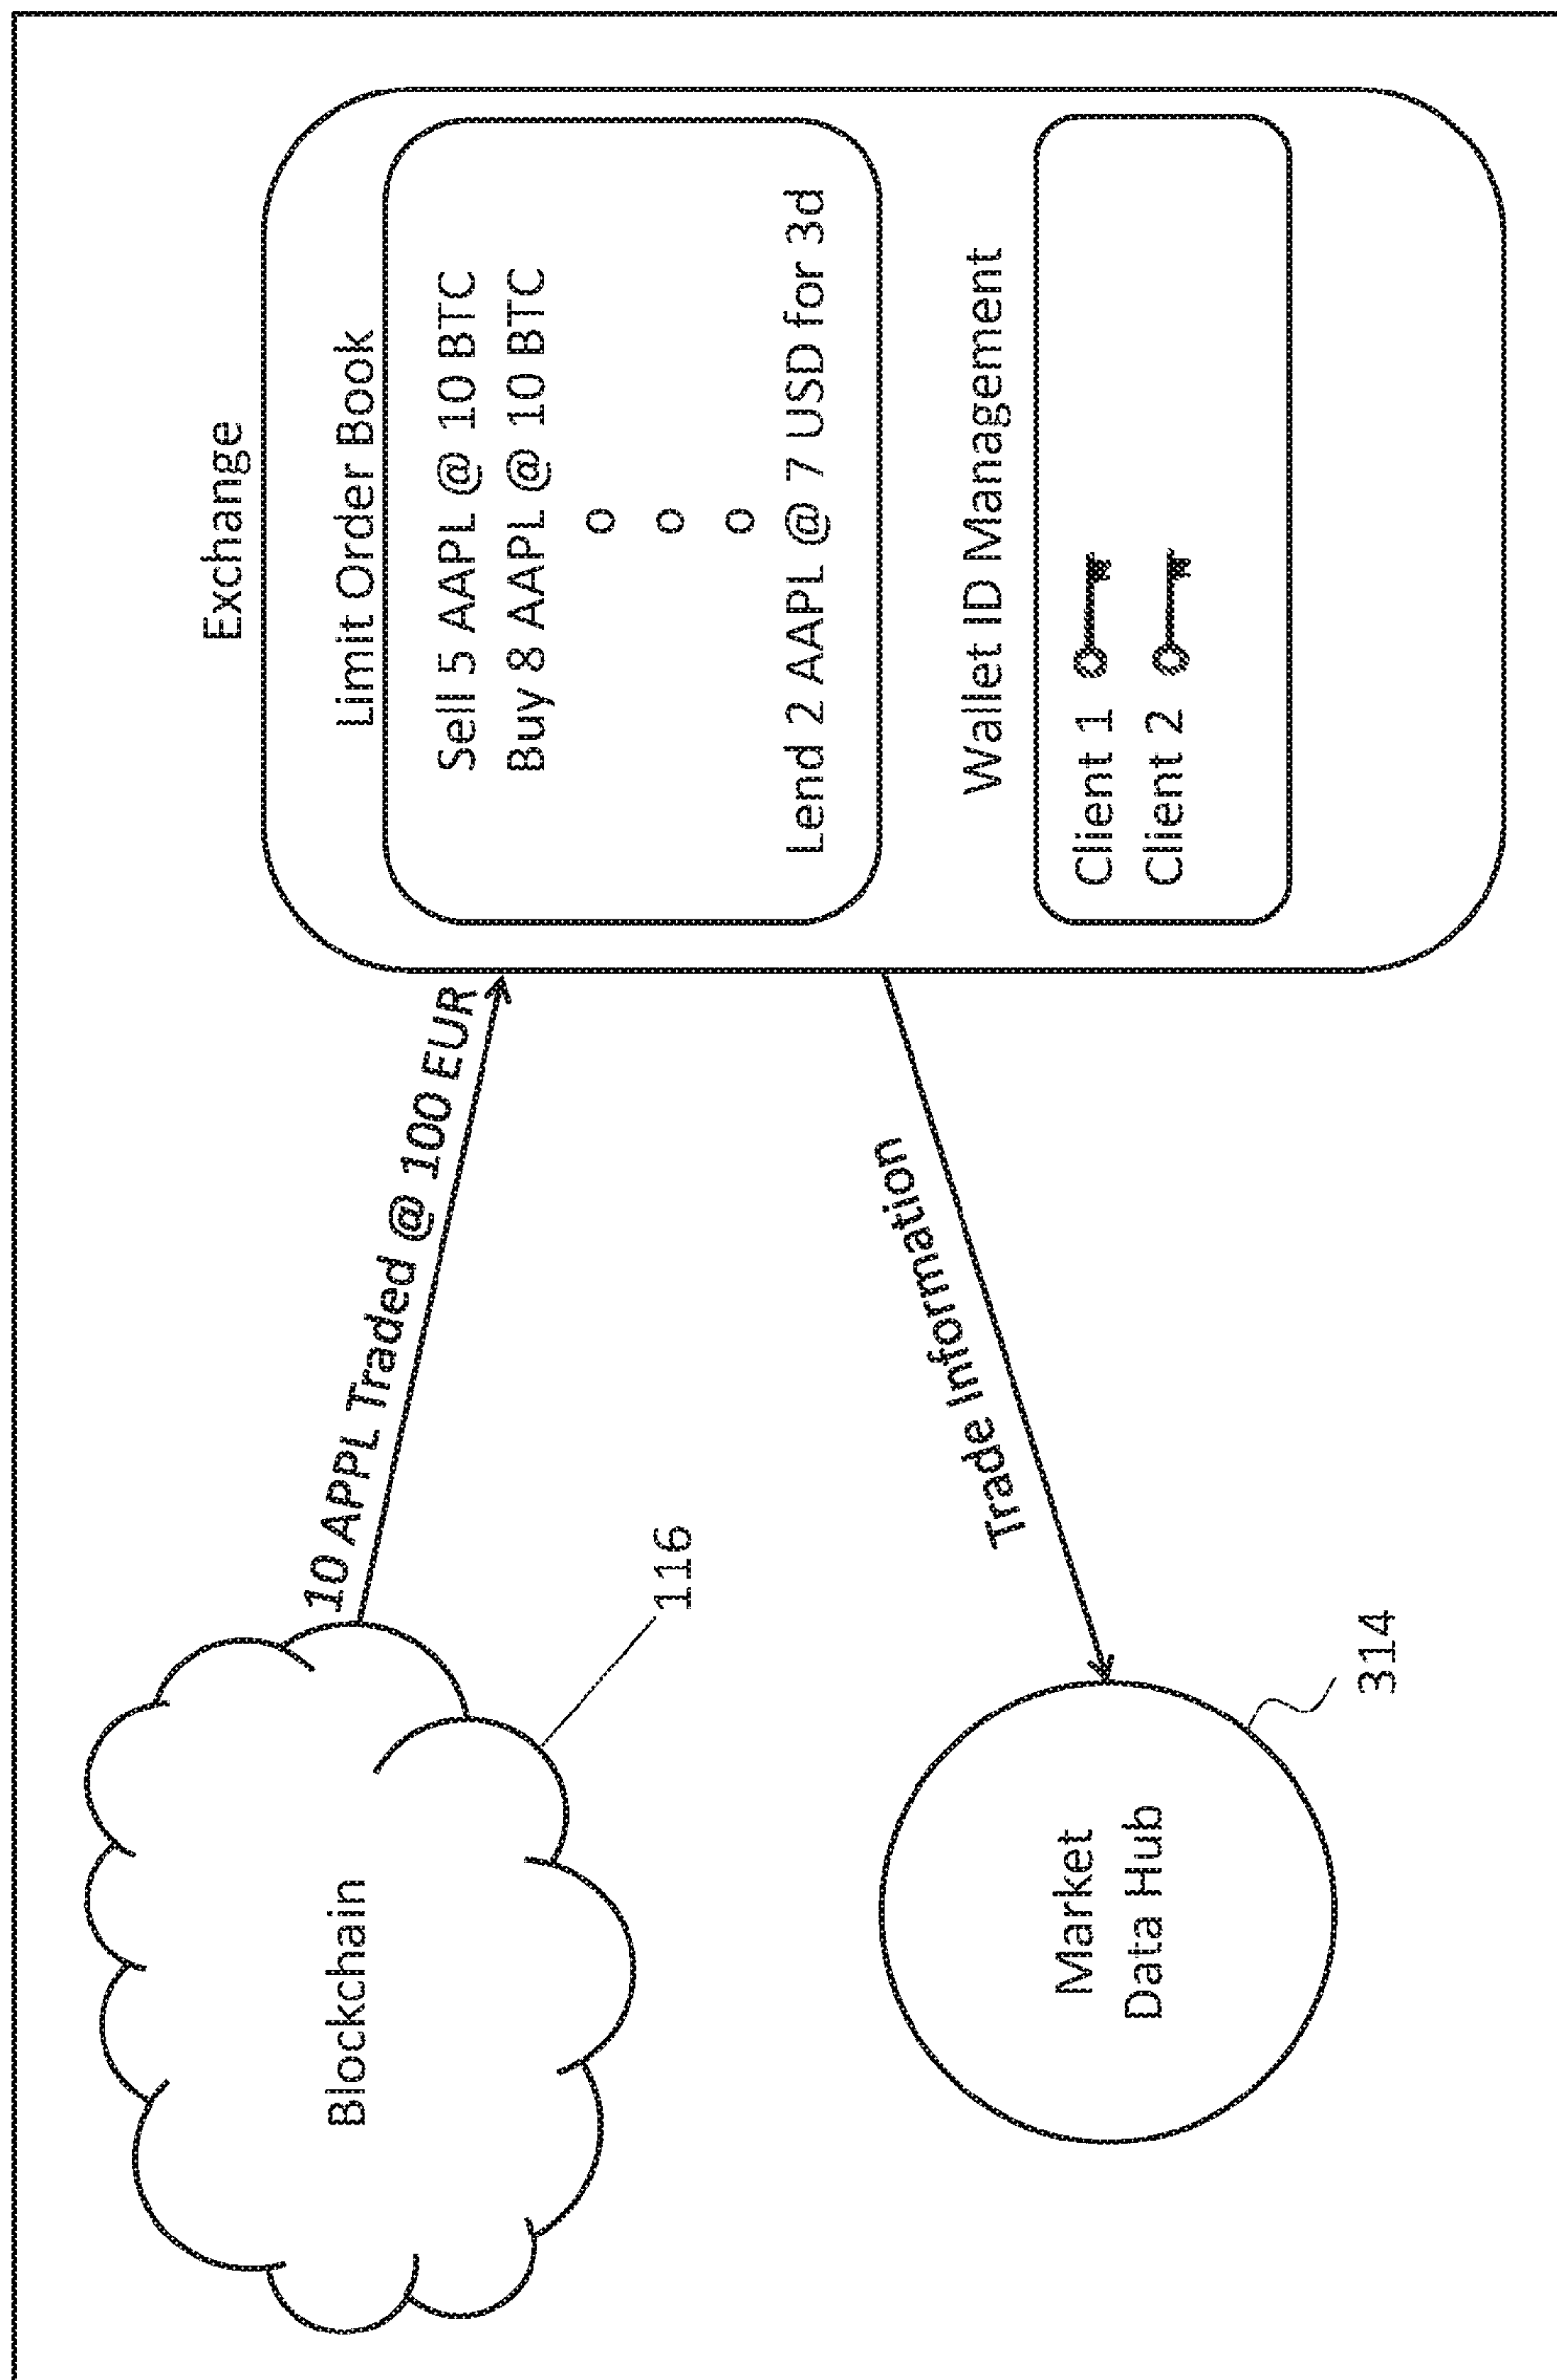 Exchange
Limit Order Book
Sell 5 AAPL @ 10 BTC
Buy 8 AAPL @ 10 BTC
o
o
o
Lend 2 AAPL @ 7 USD for 3d
Wallet ID Management
Client 1
Client 2
10 APPL Traded @ 100 EUR
Trade Information
Blockchain
116
Market
Data Hub
314